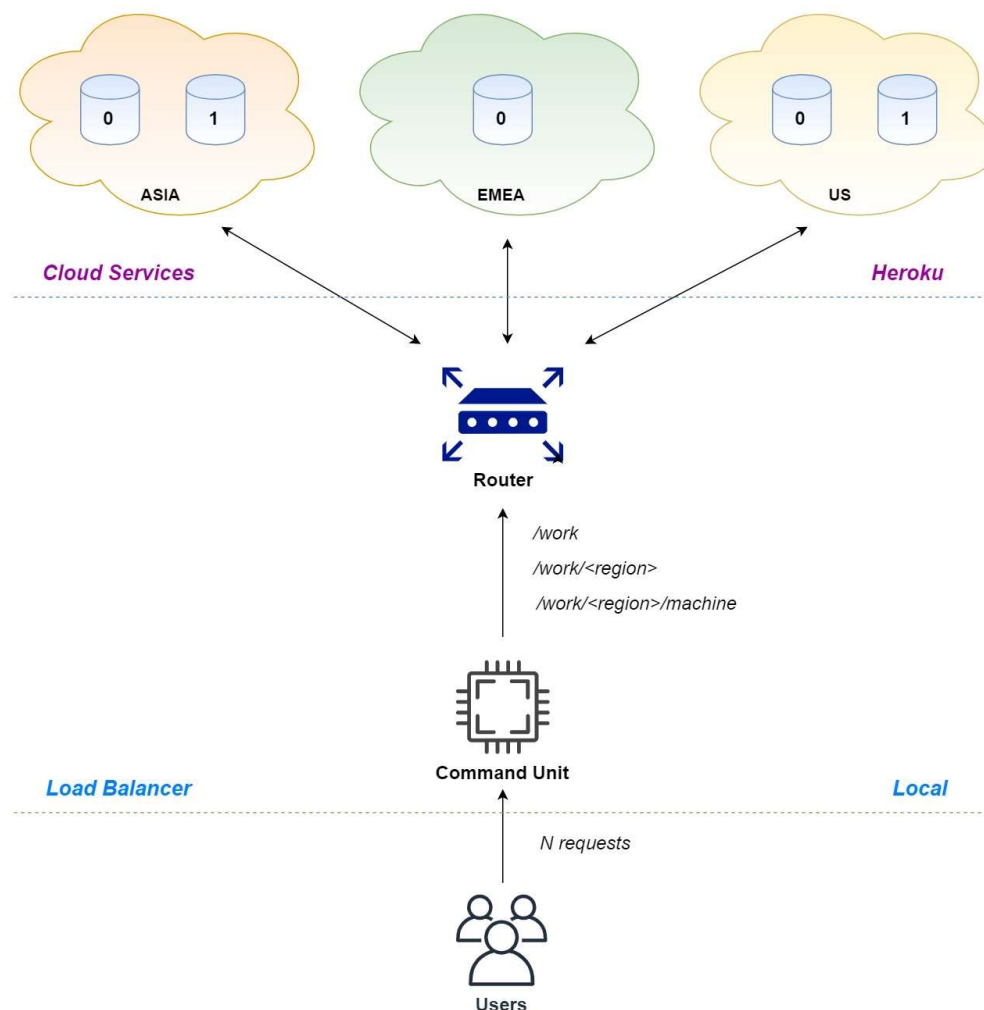 0
1
0
0
1
ASIA
EMEA
US
Cloud Services
Heroku
Router
/work
/work/<region>
/work/<region>/machine
Command Unit
Load Balancer
Local
N requests
Users